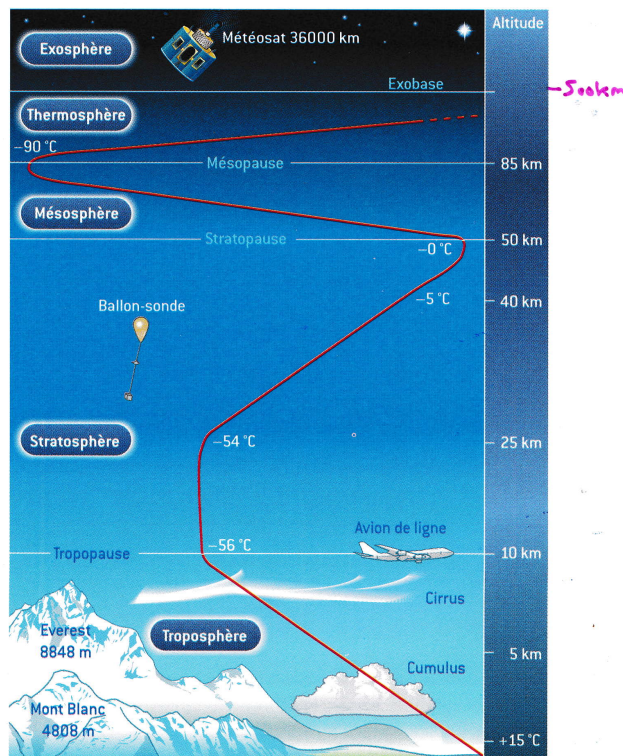 Altitude
Exosphère
Météosat 36000 km
Exobase
500km
Thermosphère
−90 °C
Mésopause
85 km
Mésosphère
Stratopause
50 km
−0 °C
−5 °C
40 km
Ballon-sonde
Stratosphère
−54 °C
25 km
Avion de ligne
−56 °C
Tropopause
10 km
Cirrus
Everest
8848 m
Troposphère
5 km
Cumulus
Mont Blanc
4808 m
+15 °C